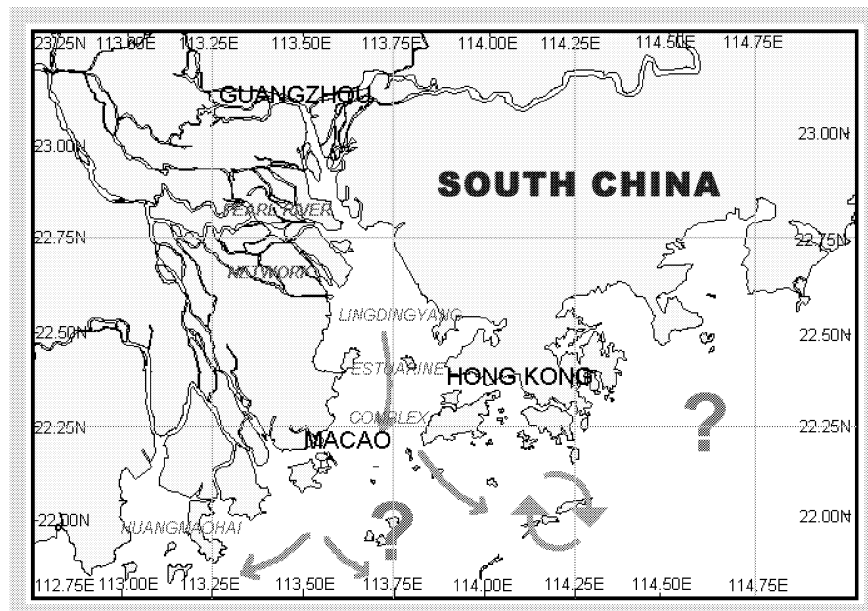 23.25N 113.00E 113.25E 113.50E 113.75E 114.00E 114.25E 114.50E 114.75E
GUANGZHOU
23.00N 23.00N
SOUTH CHINA
PEARL RIVER
22.75N 22.75N
NETWORK
LINGDINGYANG
22.50N 22.50N
ESTUARINE
HONG KONG
COMPLEX
?
22.25N 22.25N
MACAO
22.00N 22.00N
HUANGMAOHAI
?
112.75E 113.00E 113.25E 113.50E 113.75E 114.00E 114.25E 114.50E 114.75E